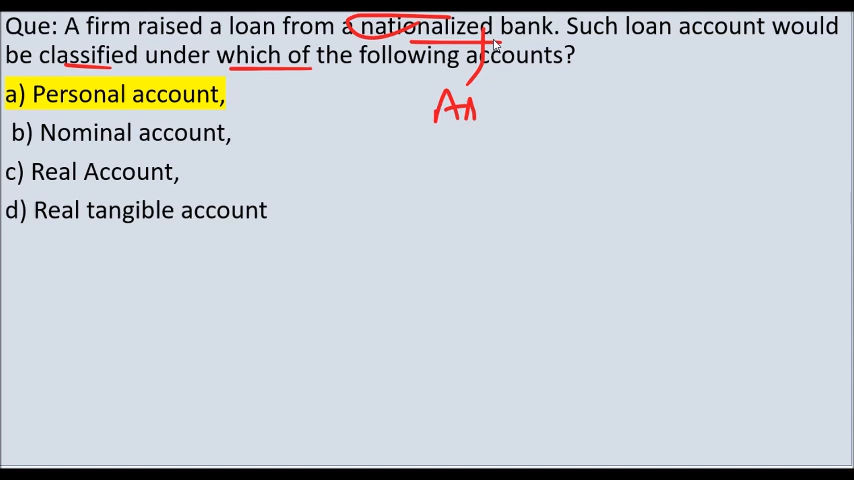 Que: A firm raised a loan from a nationalized bank. Such loan account would
be classified under which of the following accounts?
a) Personal account,
b) Nominal account,
c) Real Account,
d) Real tangible account